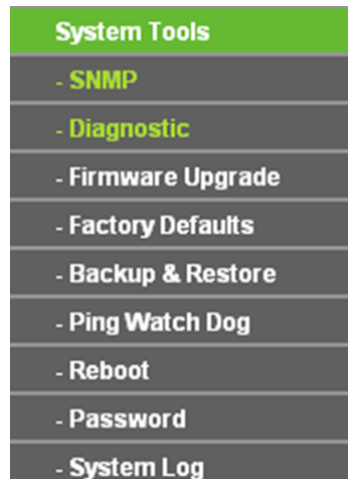 System Tools
- SNMP
- Diagnostic
- Firmware Upgrade
- Factory Defaults
- Backup & Restore
- Ping Watch Dog
- Reboot
- Password
- System Log